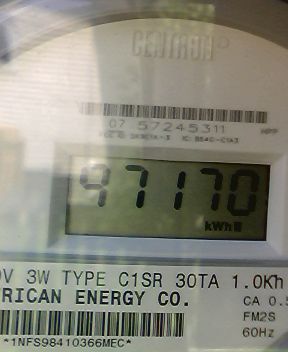 CENTRON
07 57245311
97170
kWh
V 3W TYPE C1SR 30TA 1.0Kh
RICAN ENERGY CO.
CA 0.5
FM2S
60Hz
*1NFS98410366MEC*